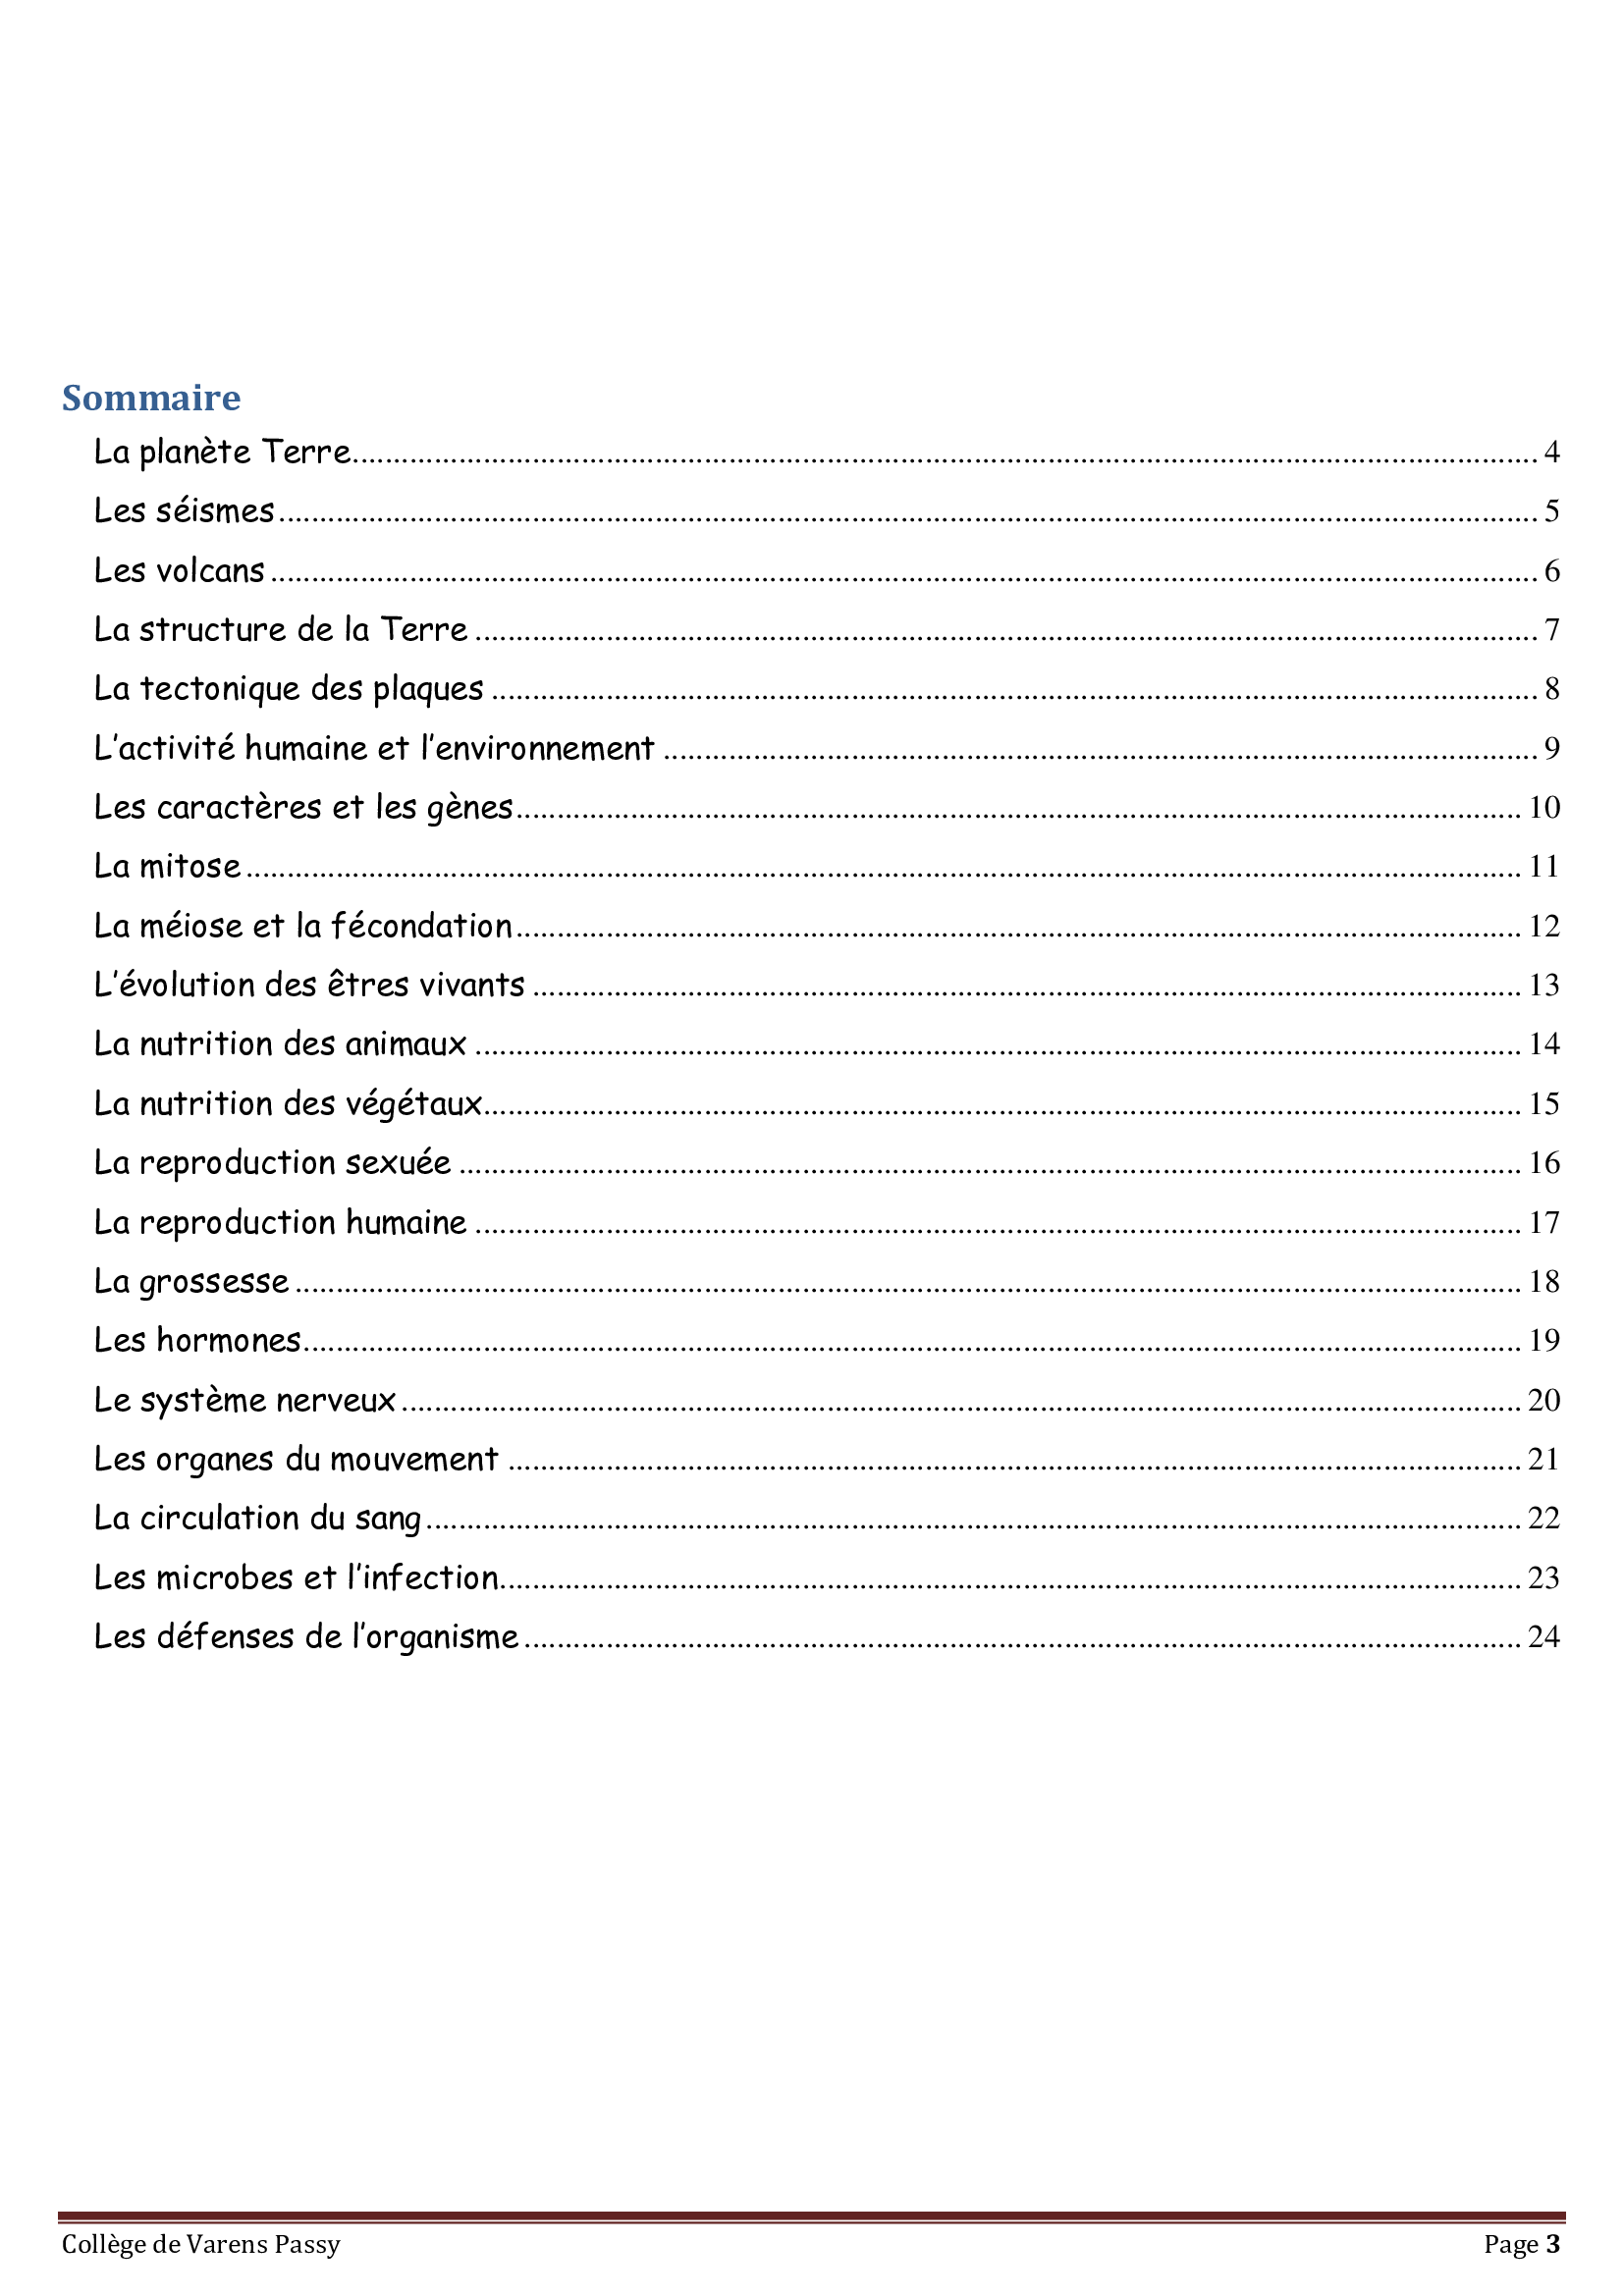 Sommaire
La planète Terre 4
Les séismes 5
Les volcans 6
La structure de la Terre 7
La tectonique des plaques 8
L'activité humaine et l'environnement 9
Les caractères et les gènes 10
La mitose 11
La méiose et la fécondation 12
L'évolution des êtres vivants 13
La nutrition des animaux 14
La nutrition des végétaux 15
La reproduction sexuée 16
La reproduction humaine 17
La grossesse 18
Les hormones 19
Le système nerveux 20
Les organes du mouvement 21
La circulation du sang 22
Les microbes et l'infection 23
Les défenses de l'organisme 24
Collège de Varens Passy Page 3